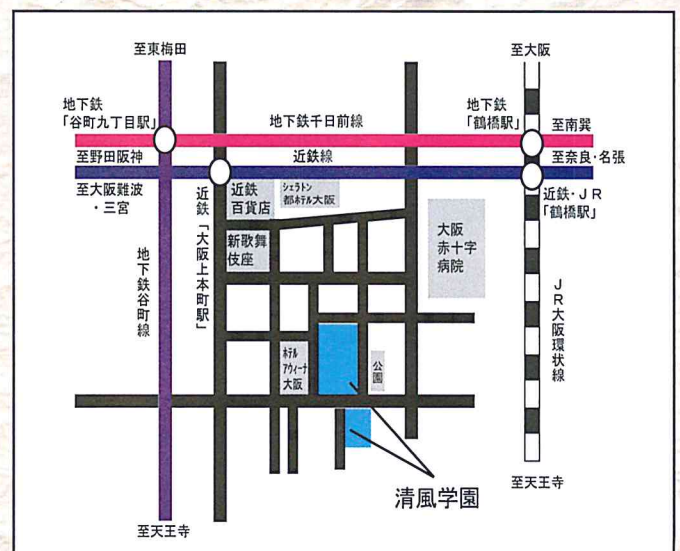 至東梅田
至大阪
地下鉄
「谷町九丁目駅」
地下鉄千日前線
地下鉄
「鶴橋駅」
至南巽
至野田阪神
近鉄線
至奈良・名張
至大阪難波
・三宮
近鉄「大阪上本町駅」
近鉄
百貨店
シェラトン
都ホテル大阪
近鉄・JR
「鶴橋駅」
新歌舞
伎座
大阪
赤十字
病院
地下鉄谷町線
JR大阪環状線
ホテル
アウィーナ
大阪
公園
清風学園
至天王寺
至天王寺